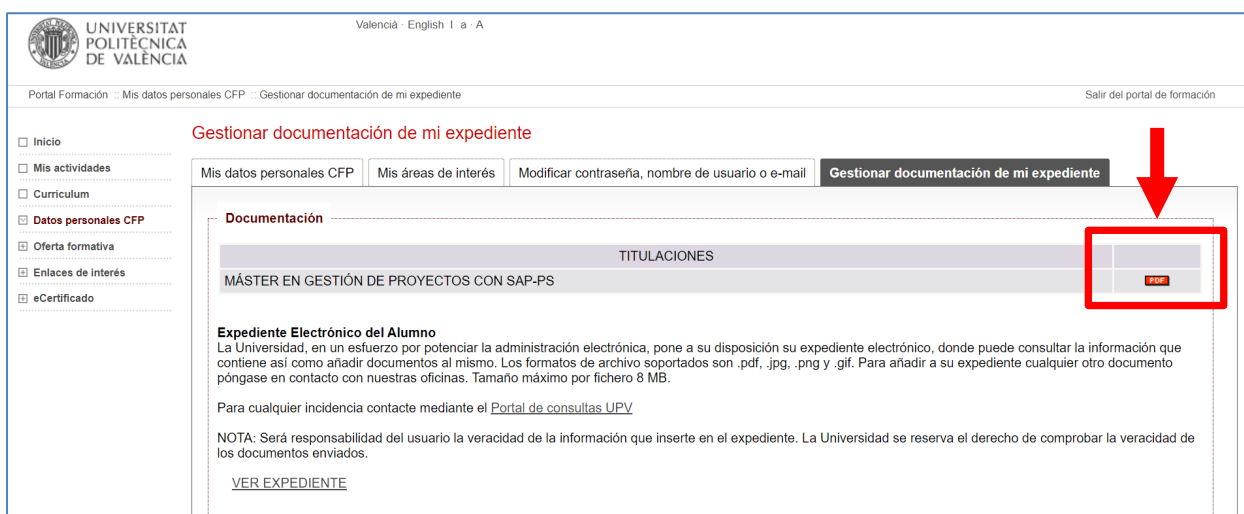 UNIVERSITAT
POLITÈCNICA
DE VALÈNCIA
Valencià · English I a · A
Portal Formación :: Mis datos personales CFP :: Gestionar documentación de mi expediente
Salir del portal de formación
Inicio
Mis actividades
Curriculum
Datos personales CFP
Oferta formativa
Enlaces de interés
eCertificado
Gestionar documentación de mi expediente
Mis datos personales CFP
Mis áreas de interés
Modificar contraseña, nombre de usuario o e-mail
Gestionar documentación de mi expediente
Documentación
TITULACIONES
MÁSTER EN GESTIÓN DE PROYECTOS CON SAP-PS
PDF
Expediente Electrónico del Alumno
La Universidad, en un esfuerzo por potenciar la administración electrónica, pone a su disposición su expediente electrónico, donde puede consultar la información que
contiene así como añadir documentos al mismo. Los formatos de archivo soportados son .pdf, .jpg, .png y .gif. Para añadir a su expediente cualquier otro documento
póngase en contacto con nuestras oficinas. Tamaño máximo por fichero 8 MB.
Para cualquier incidencia contacte mediante el Portal de consultas UPV
NOTA: Será responsabilidad del usuario la veracidad de la información que inserte en el expediente. La Universidad se reserva el derecho de comprobar la veracidad de
los documentos enviados.
VER EXPEDIENTE